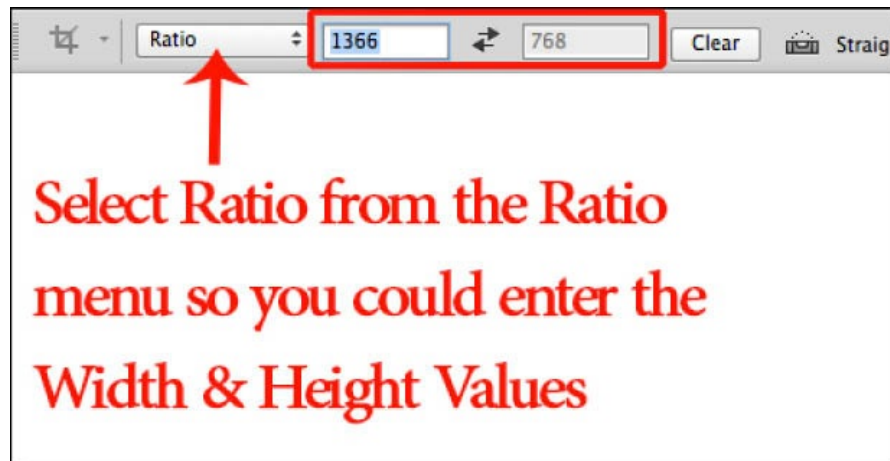 Ratio 1366 768 Clear Straig
Select Ratio from the Ratio
menu so you could enter the
Width & Height Values